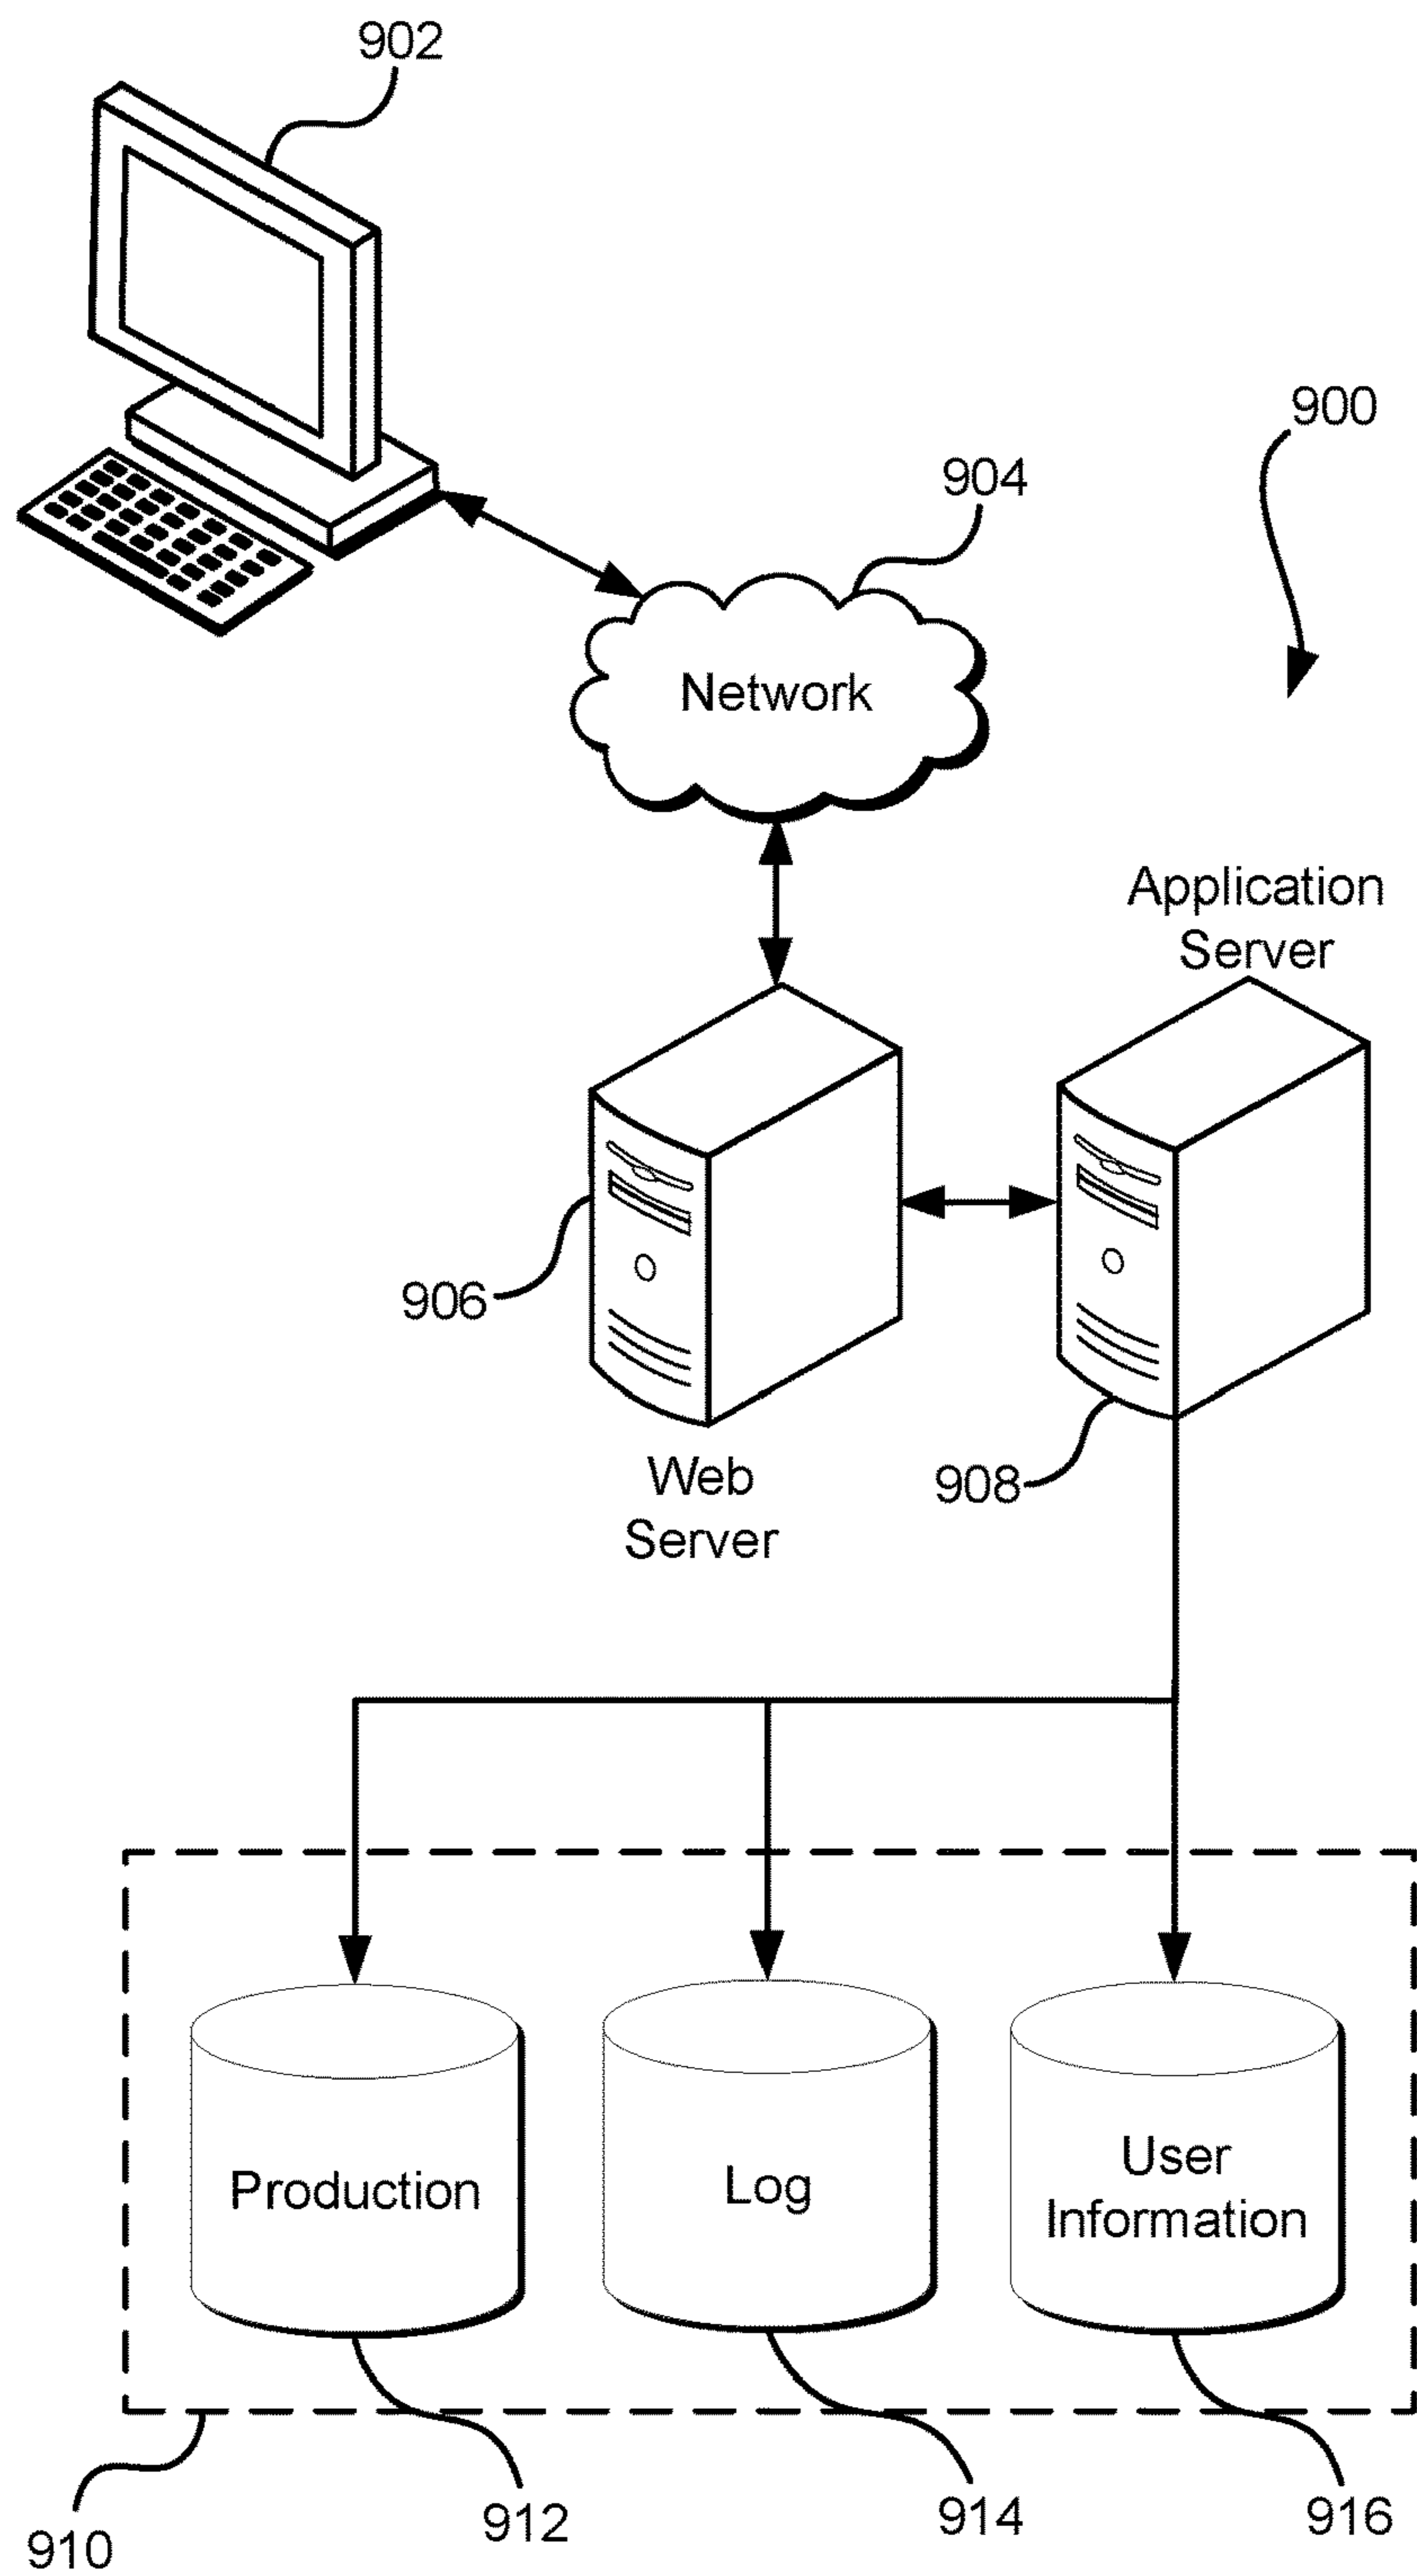 902
900
904
Network
Application
Server
906
908
Web
Server
Production
Log
User
Information
910
912
914
916